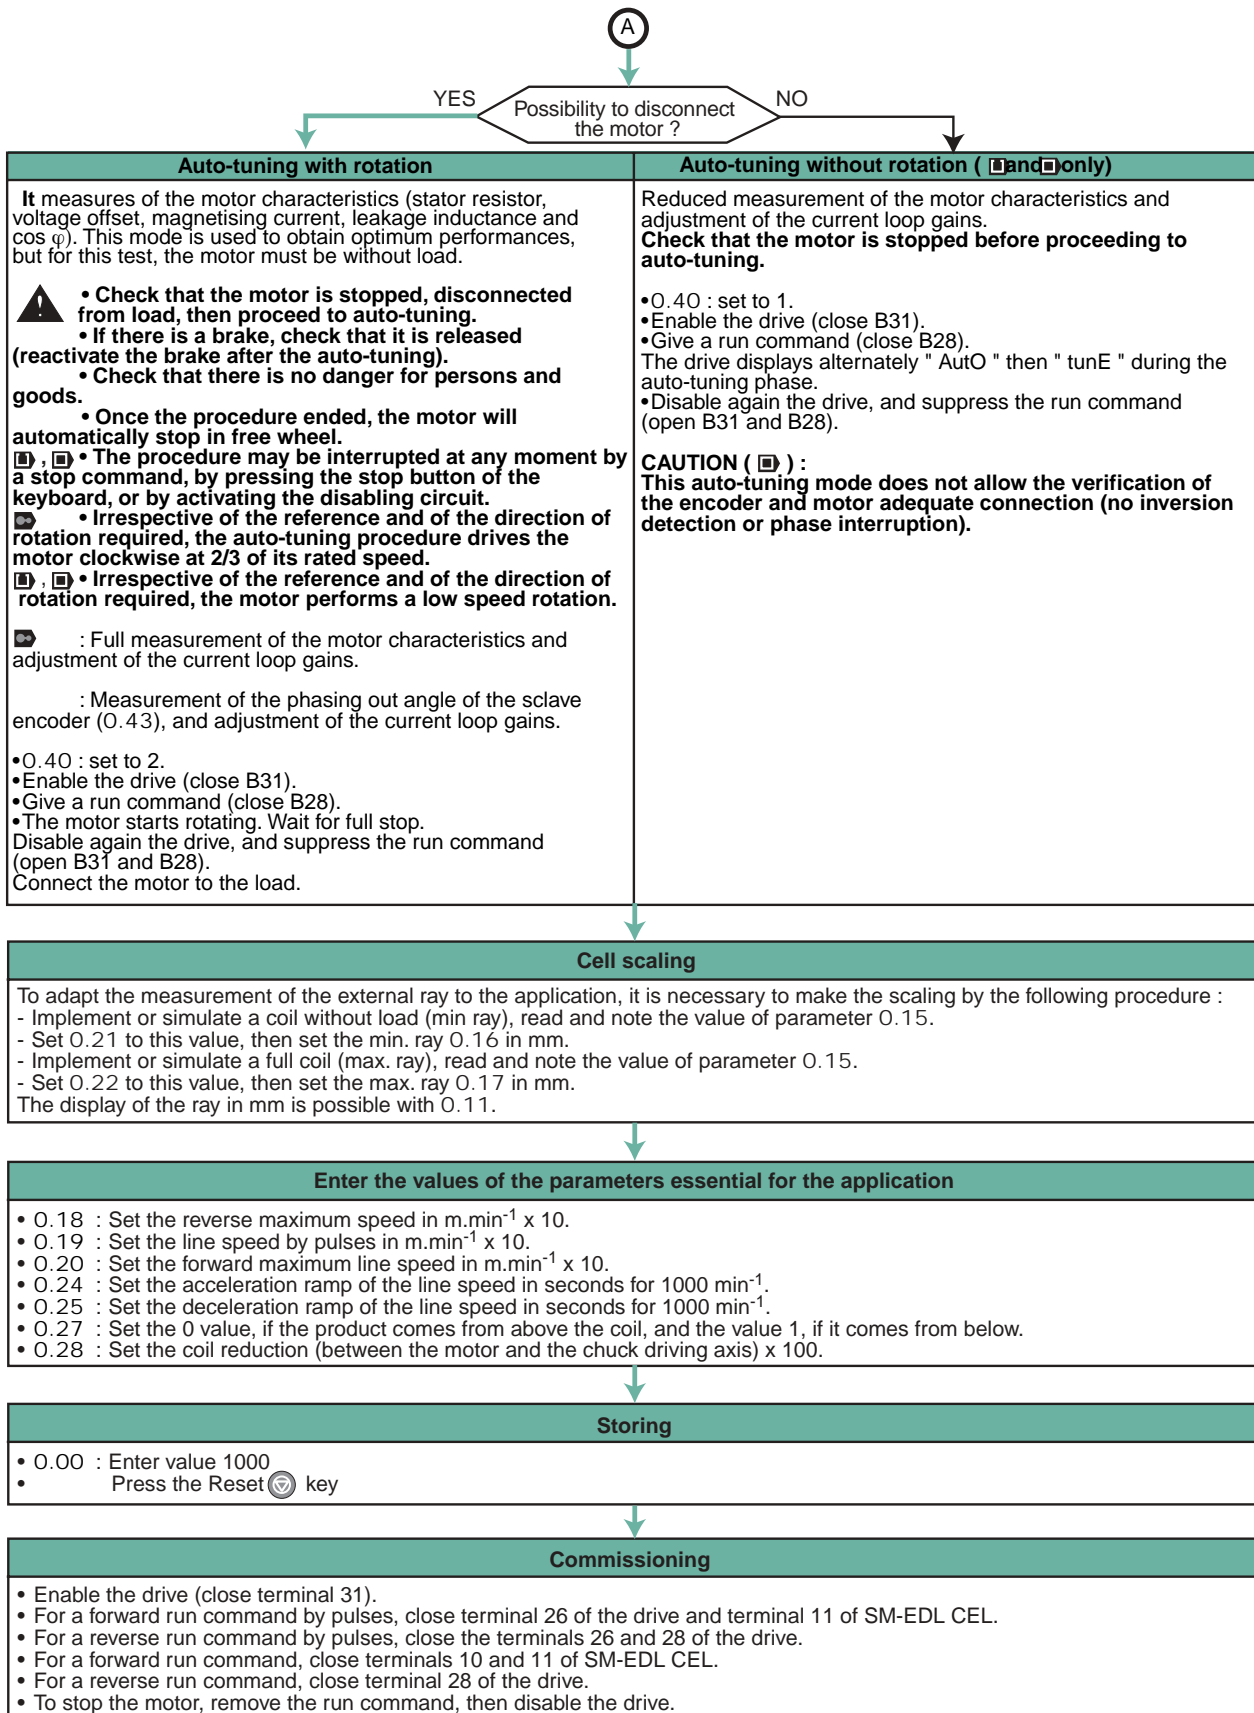 A
YES
Possibility to disconnect
the motor ?
NO
Auto-tuning with rotation
It measures of the motor characteristics (stator resistor,
voltage offset, magnetising current, leakage inductance and
cos φ). This mode is used to obtain optimum performances,
but for this test, the motor must be without load.
• Check that the motor is stopped, disconnected
from load, then proceed to auto-tuning.
• If there is a brake, check that it is released
(reactivate the brake after the auto-tuning).
• Check that there is no danger for persons and
goods.
• Once the procedure ended, the motor will
automatically stop in free wheel.
, • The procedure may be interrupted at any moment by
a stop command, by pressing the stop button of the
keyboard, or by activating the disabling circuit.
• Irrespective of the reference and of the direction of
rotation required, the auto-tuning procedure drives the
motor clockwise at 2/3 of its rated speed.
, • Irrespective of the reference and of the direction of
rotation required, the motor performs a low speed rotation.
: Full measurement of the motor characteristics and
adjustment of the current loop gains.
: Measurement of the phasing out angle of the sclave
encoder (0.43), and adjustment of the current loop gains.
•0.40 : set to 2.
•Enable the drive (close B31).
•Give a run command (close B28).
•The motor starts rotating. Wait for full stop.
Disable again the drive, and suppress the run command
(open B31 and B28).
Connect the motor to the load.
Auto-tuning without rotation ( and only)
Reduced measurement of the motor characteristics and
adjustment of the current loop gains.
Check that the motor is stopped before proceeding to
auto-tuning.
•0.40 : set to 1.
•Enable the drive (close B31).
•Give a run command (close B28).
The drive displays alternately " AutO " then " tunE " during the
auto-tuning phase.
•Disable again the drive, and suppress the run command
(open B31 and B28).
CAUTION ( ) :
This auto-tuning mode does not allow the verification of
the encoder and motor adequate connection (no inversion
detection or phase interruption).
Cell scaling
To adapt the measurement of the external ray to the application, it is necessary to make the scaling by the following procedure :
- Implement or simulate a coil without load (min ray), read and note the value of parameter 0.15.
- Set 0.21 to this value, then set the min. ray 0.16 in mm.
- Implement or simulate a full coil (max. ray), read and note the value of parameter 0.15.
- Set 0.22 to this value, then set the max. ray 0.17 in mm.
The display of the ray in mm is possible with 0.11.
Enter the values of the parameters essential for the application
• 0.18 : Set the reverse maximum speed in m.min-1 x 10.
• 0.19 : Set the line speed by pulses in m.min-1 x 10.
• 0.20 : Set the forward maximum line speed in m.min-1 x 10.
• 0.24 : Set the acceleration ramp of the line speed in seconds for 1000 min-1.
• 0.25 : Set the deceleration ramp of the line speed in seconds for 1000 min-1.
• 0.27 : Set the 0 value, if the product comes from above the coil, and the value 1, if it comes from below.
• 0.28 : Set the coil reduction (between the motor and the chuck driving axis) x 100.
Storing
• 0.00 : Enter value 1000
• Press the Reset key
Commissioning
• Enable the drive (close terminal 31).
• For a forward run command by pulses, close terminal 26 of the drive and terminal 11 of SM-EDL CEL.
• For a reverse run command by pulses, close the terminals 26 and 28 of the drive.
• For a forward run command, close terminals 10 and 11 of SM-EDL CEL.
• For a reverse run command, close terminal 28 of the drive.
• To stop the motor, remove the run command, then disable the drive.